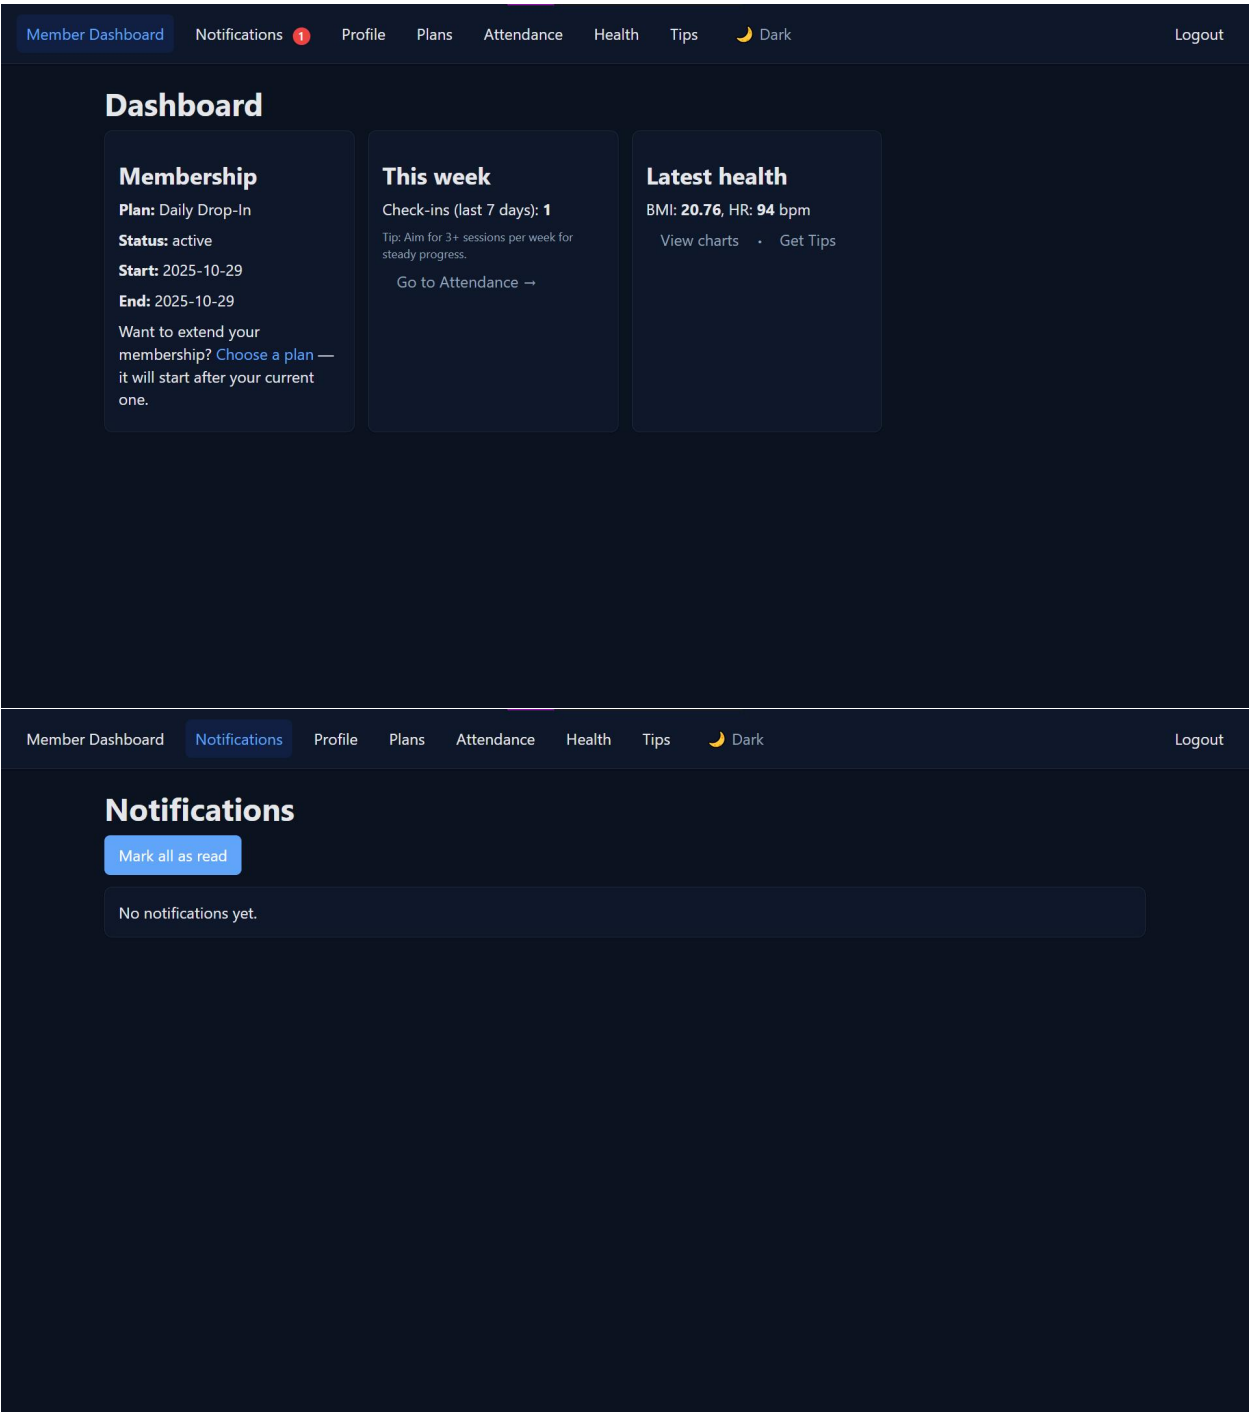 Member Dashboard Notifications 1 Profile Plans Attendance Health Tips 🌙 Dark Logout
Dashboard
Membership
Plan: Daily Drop-In
Status: active
Start: 2025-10-29
End: 2025-10-29
Want to extend your
membership? Choose a plan —
it will start after your current
one.
This week
Check-ins (last 7 days): 1
Tip: Aim for 3+ sessions per week for
steady progress.
Go to Attendance →
Latest health
BMI: 20.76, HR: 94 bpm
View charts • Get Tips
Member Dashboard Notifications Profile Plans Attendance Health Tips 🌙 Dark Logout
Notifications
Mark all as read
No notifications yet.